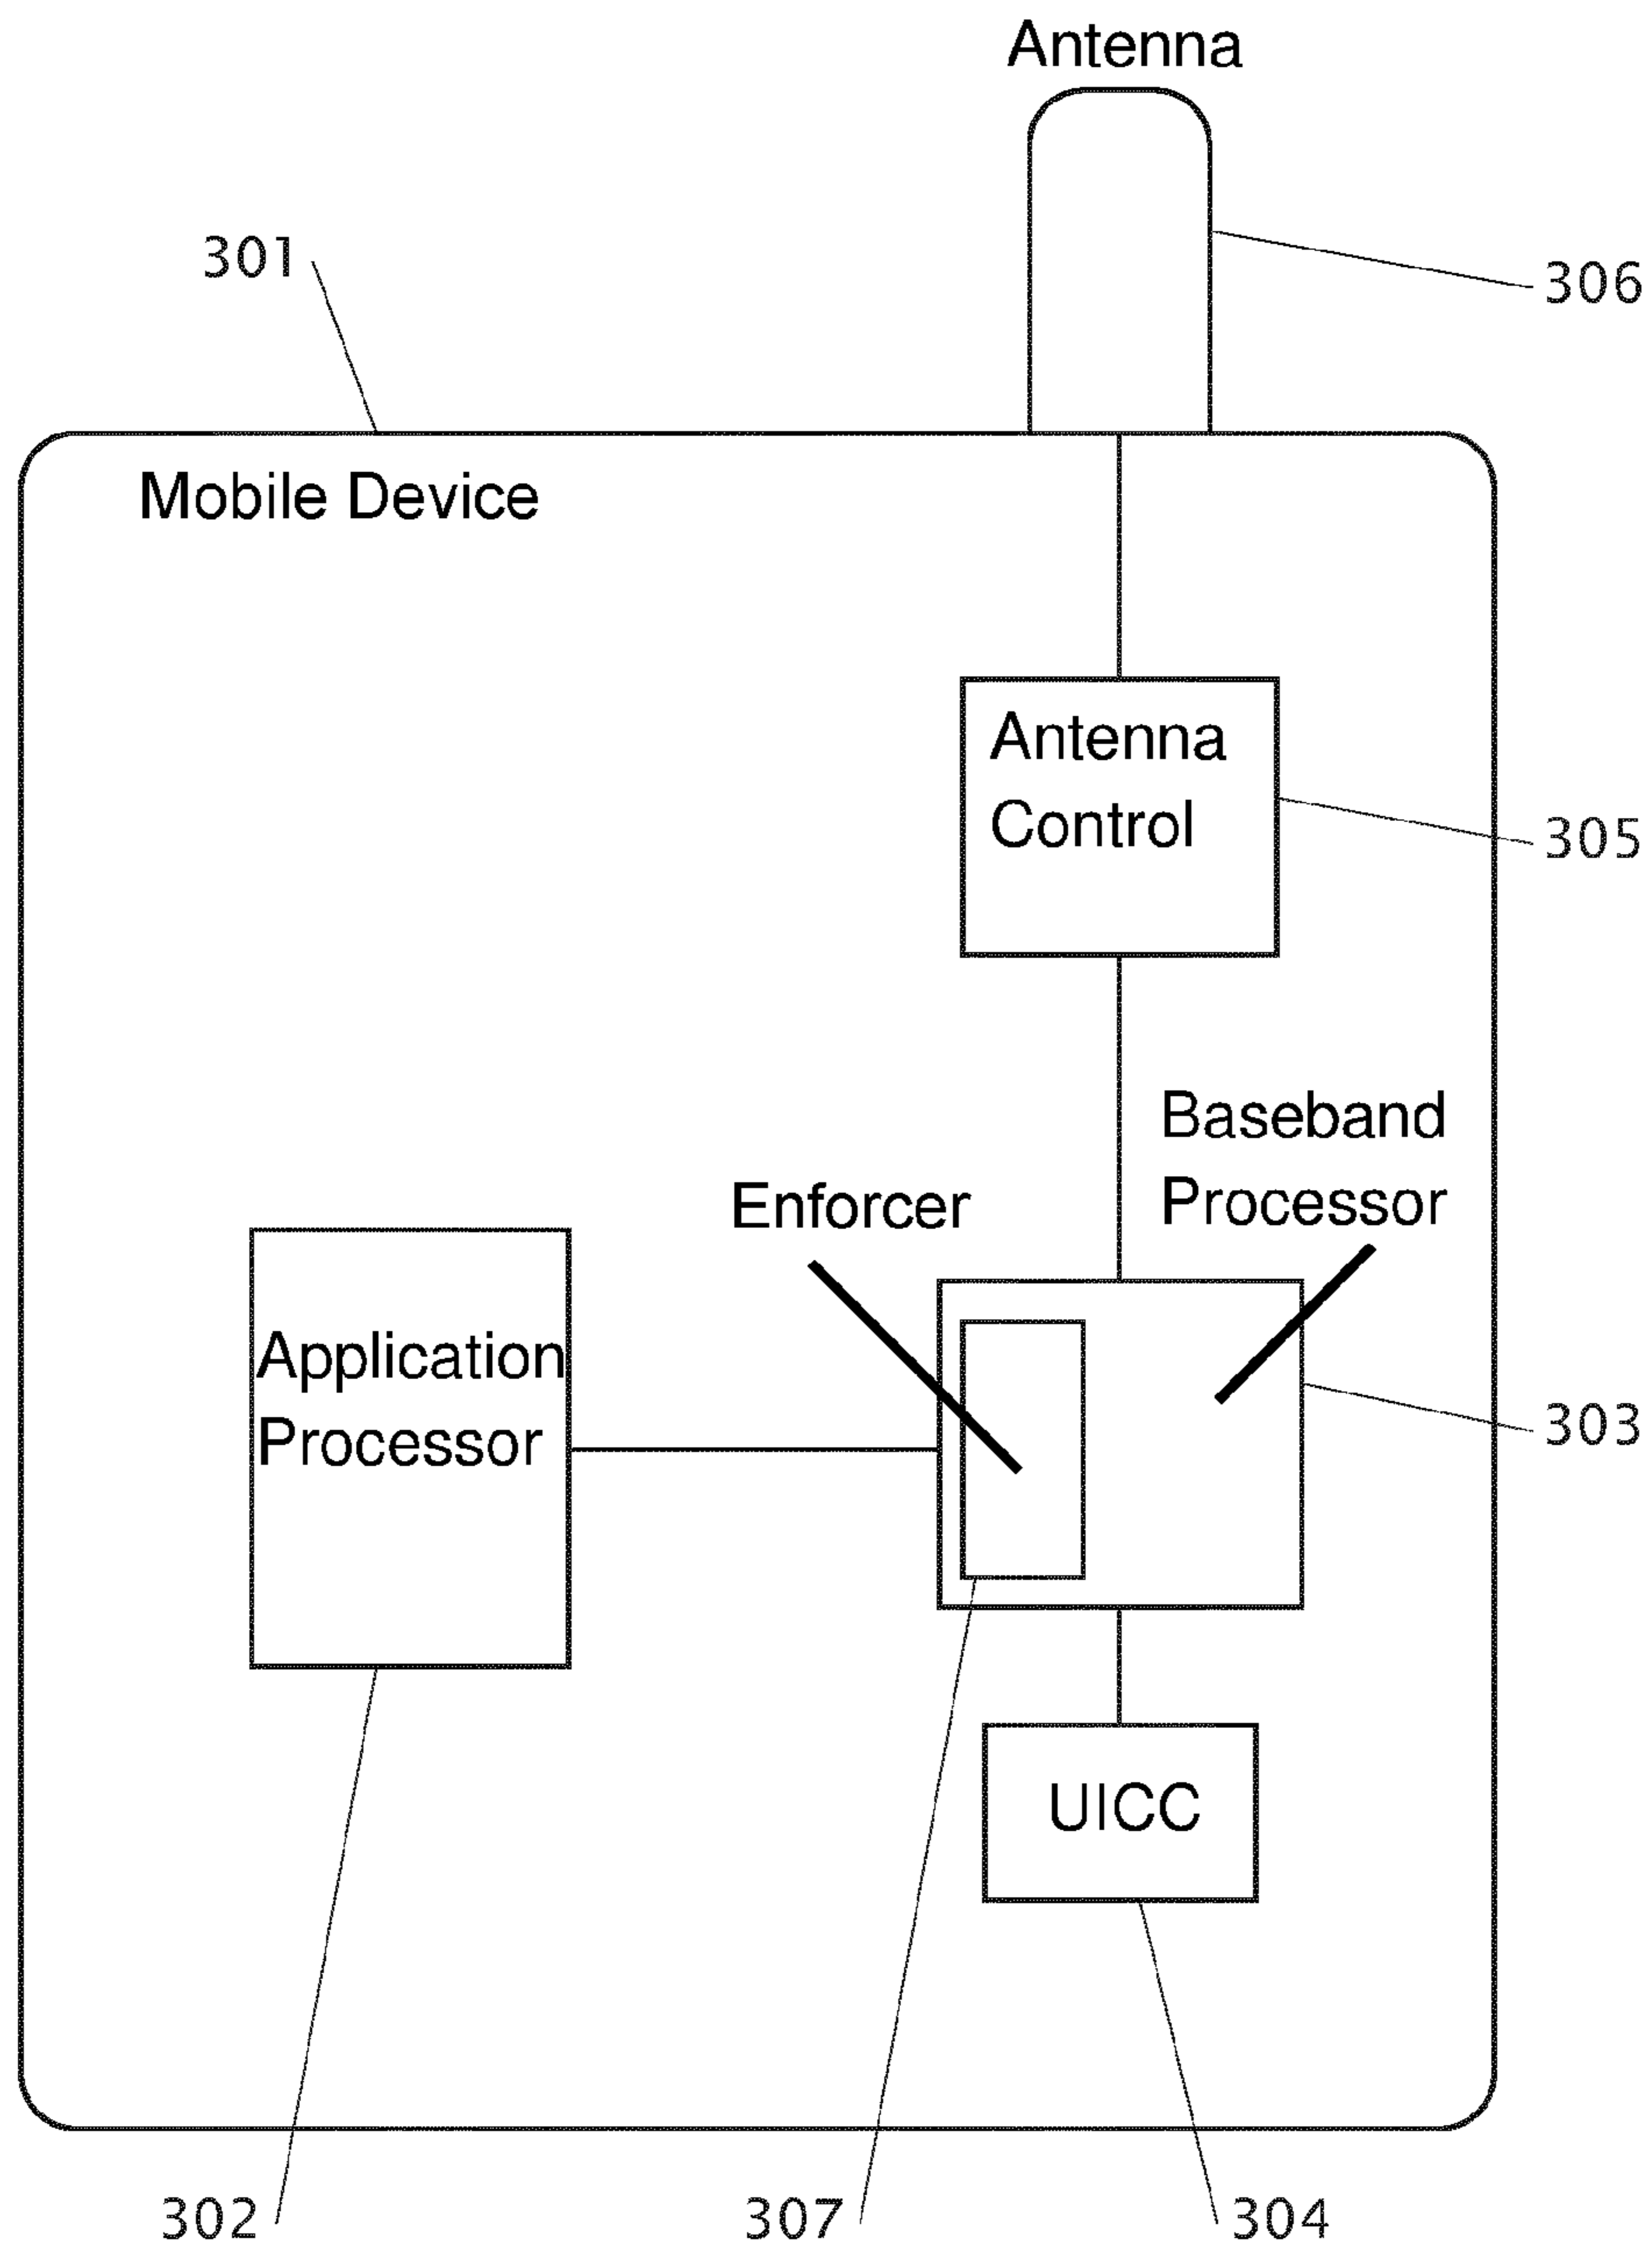 Antenna
301
306
Mobile Device
Antenna
Control
305
Baseband
Processor
Enforcer
Application
Processor
303
UICC
302
307
304